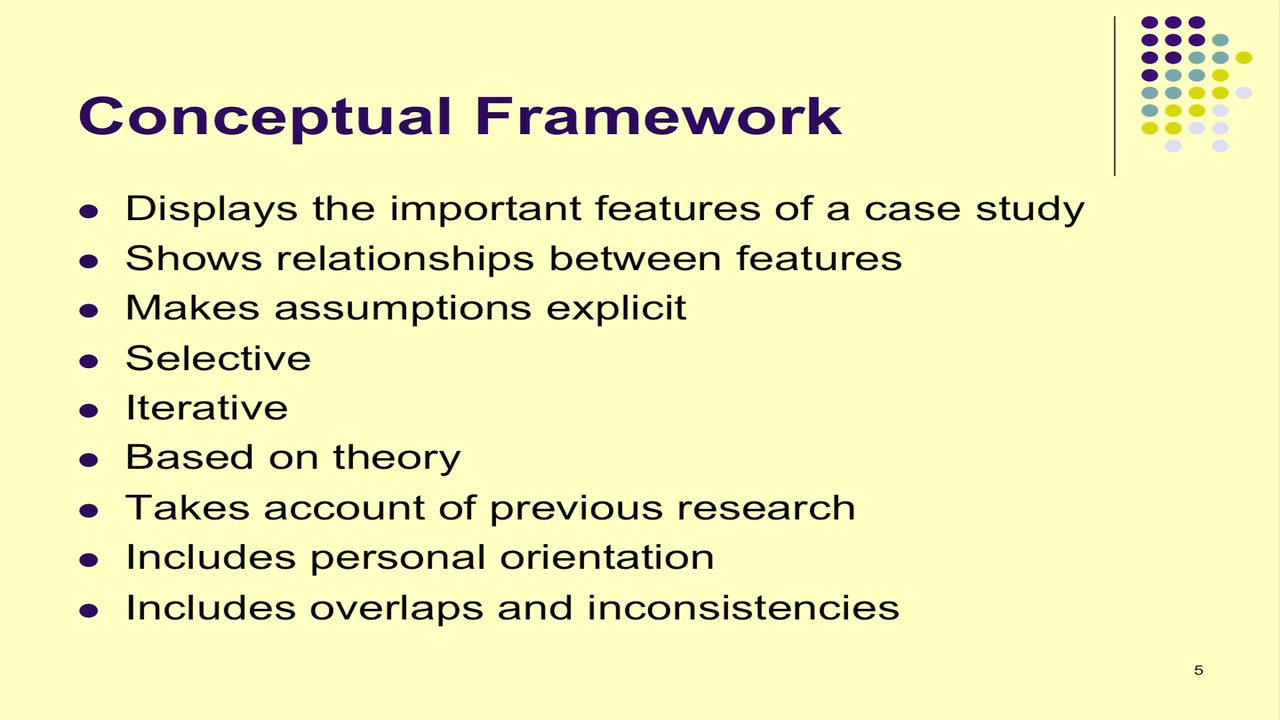 Conceptual Framework
Displays the important features of a case study
Shows relationships between features
Makes assumptions explicit
Selective
Iterative
Based on theory
Takes account of previous research
Includes personal orientation
Includes overlaps and inconsistencies
5